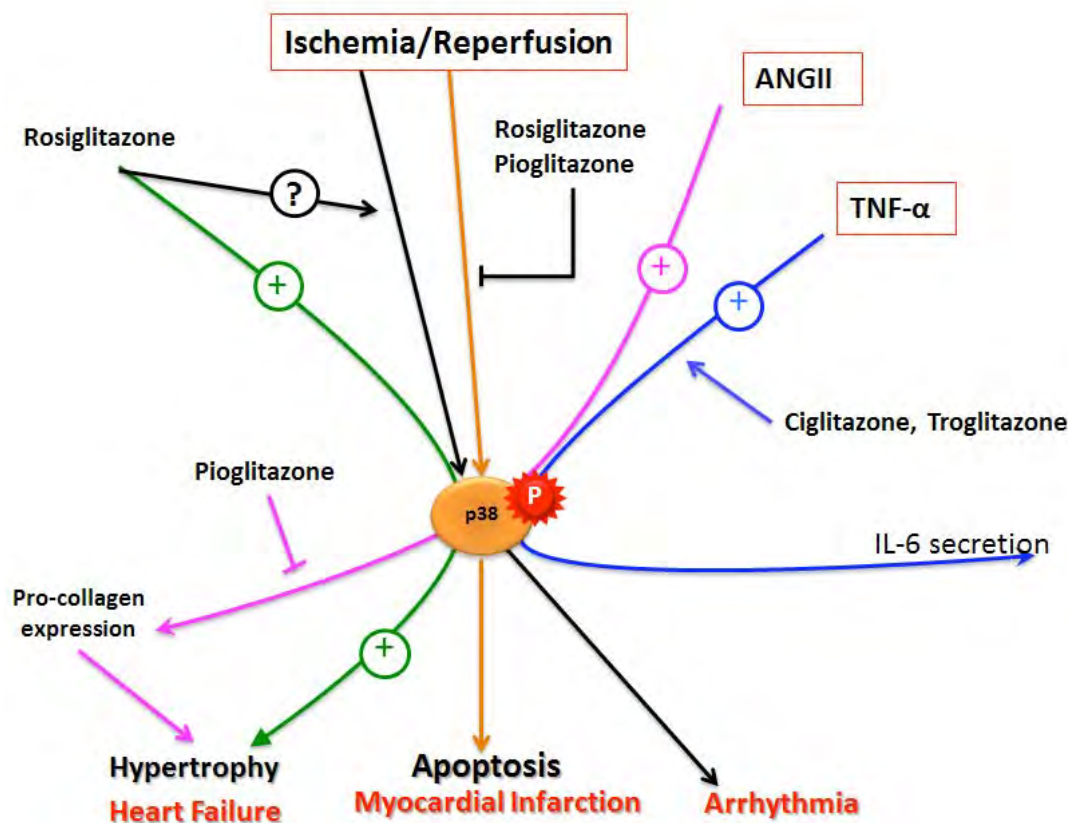 Ischemia/Reperfusion
ANGII
Rosiglitazone
Rosiglitazone
Pioglitazone
?
TNF-α
+
+
+
Ciglitazone, Troglitazone
Pioglitazone
P
p38
IL-6 secretion
Pro-collagen
expression
+
Hypertrophy
Heart Failure
Apoptosis
Myocardial Infarction
Arrhythmia